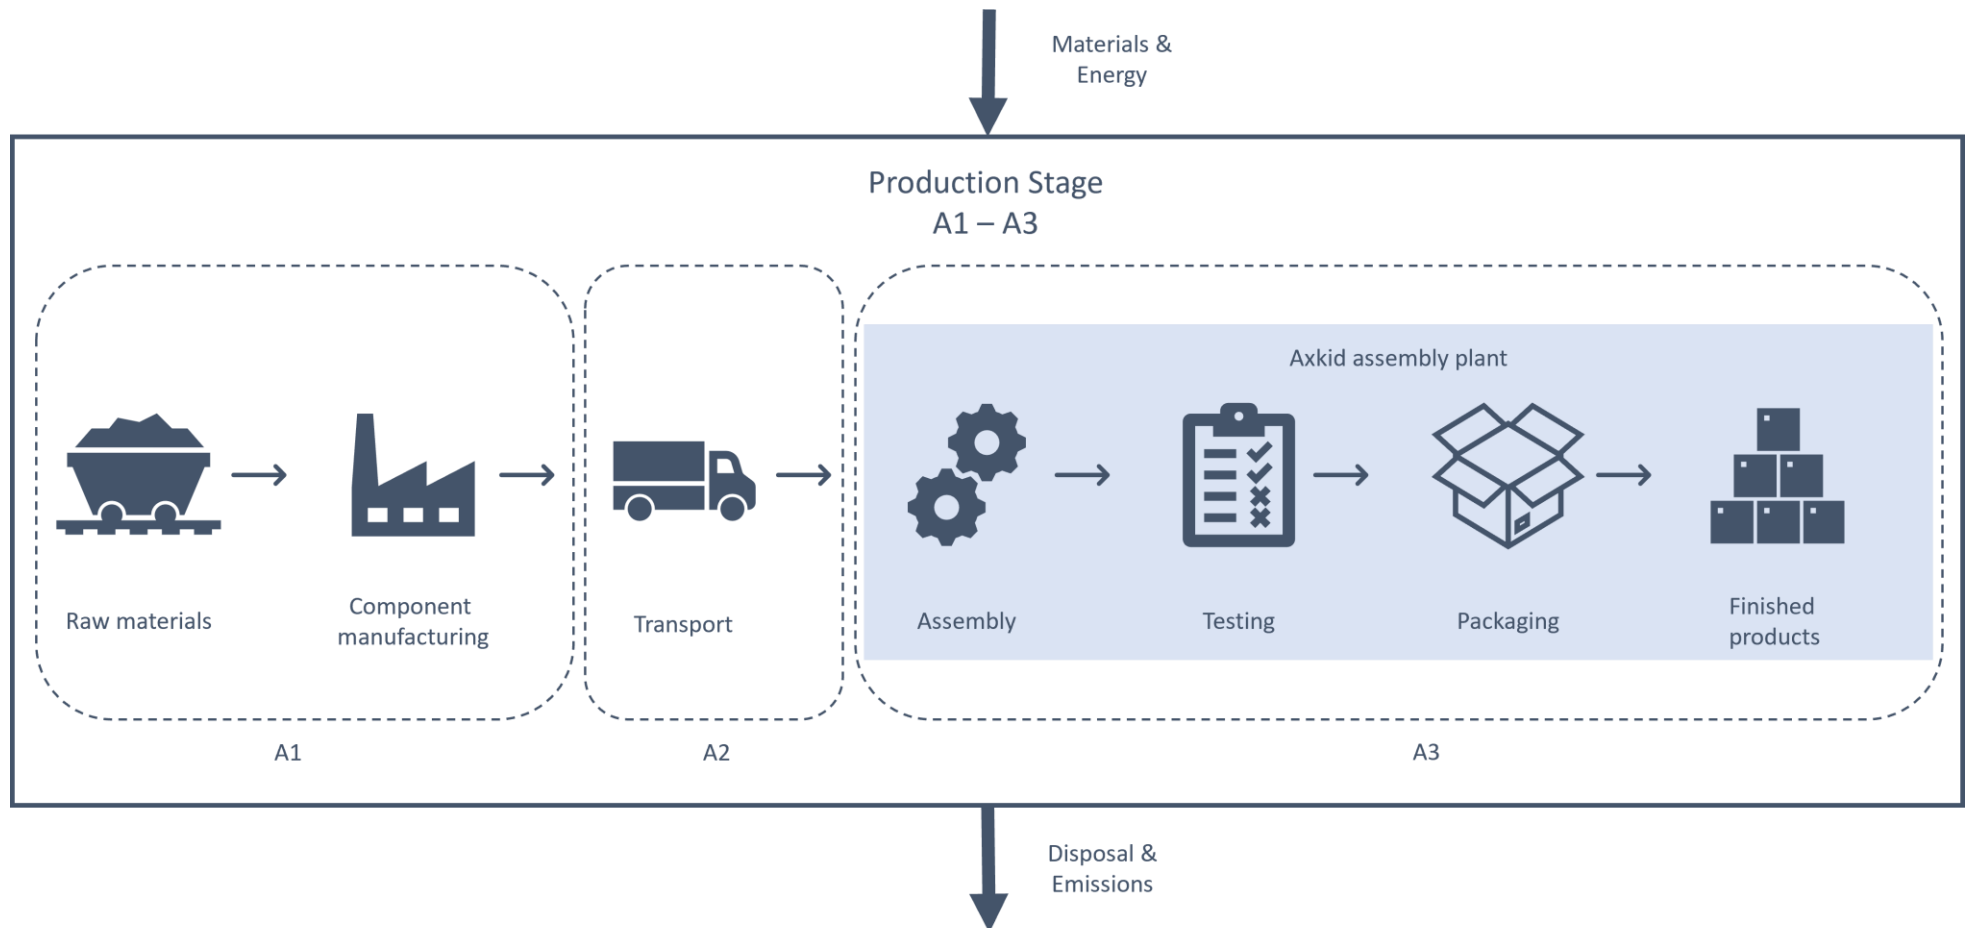 Materials &
Energy
Production Stage
A1 – A3
Axkid assembly plant
Raw materials
Component
manufacturing
Transport
Assembly
Testing
Packaging
Finished
products
A1
A2
A3
Disposal &
Emissions